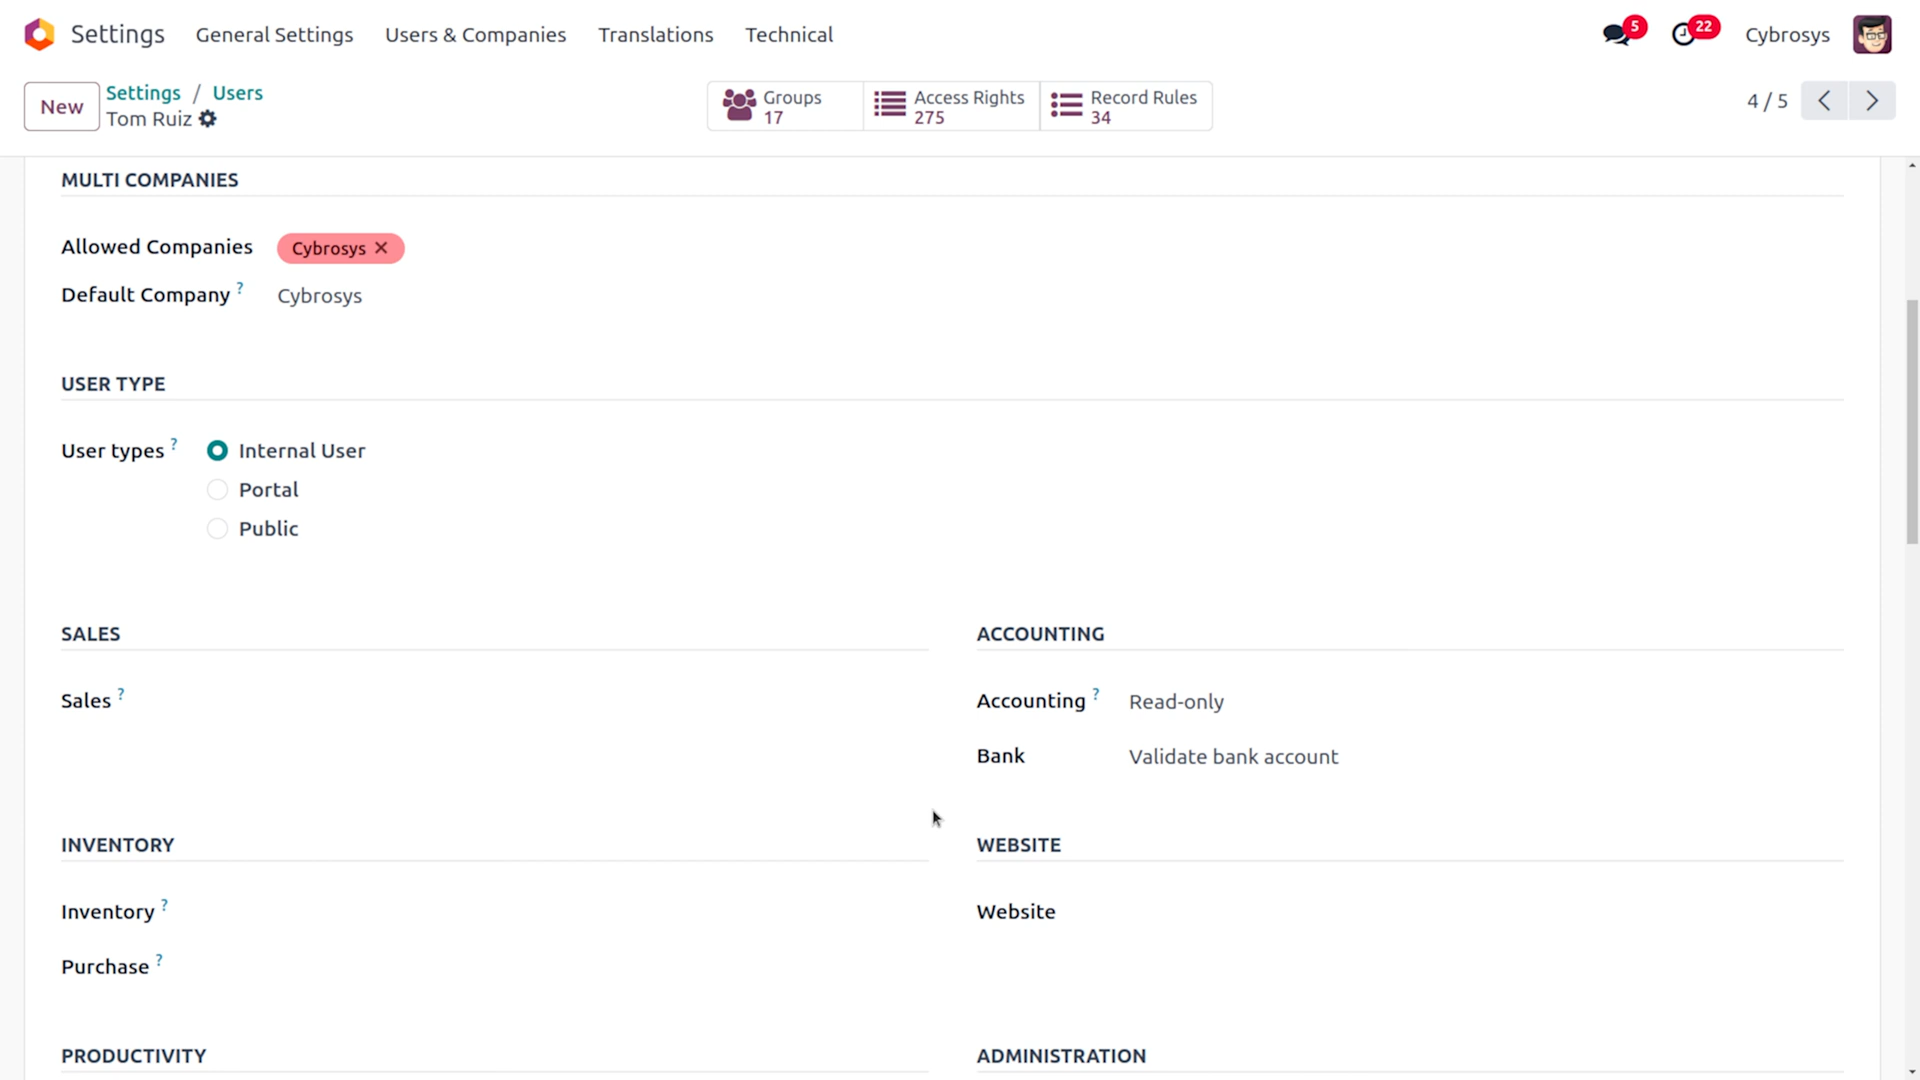 Settings General Settings Users & Companies Translations Technical 5 22 Cybrosys
New Settings / Users Groups 17 Access Rights 275 Record Rules 34 4 / 5
Tom Ruiz
MULTI COMPANIES
Allowed Companies Cybrosys ✕
Default Company ? Cybrosys
USER TYPE
User types ? Internal User
Portal
Public
SALES ACCOUNTING
Sales ? Accounting ? Read-only
Bank Validate bank account
INVENTORY WEBSITE
Inventory ? Website
Purchase ?
PRODUCTIVITY ADMINISTRATION